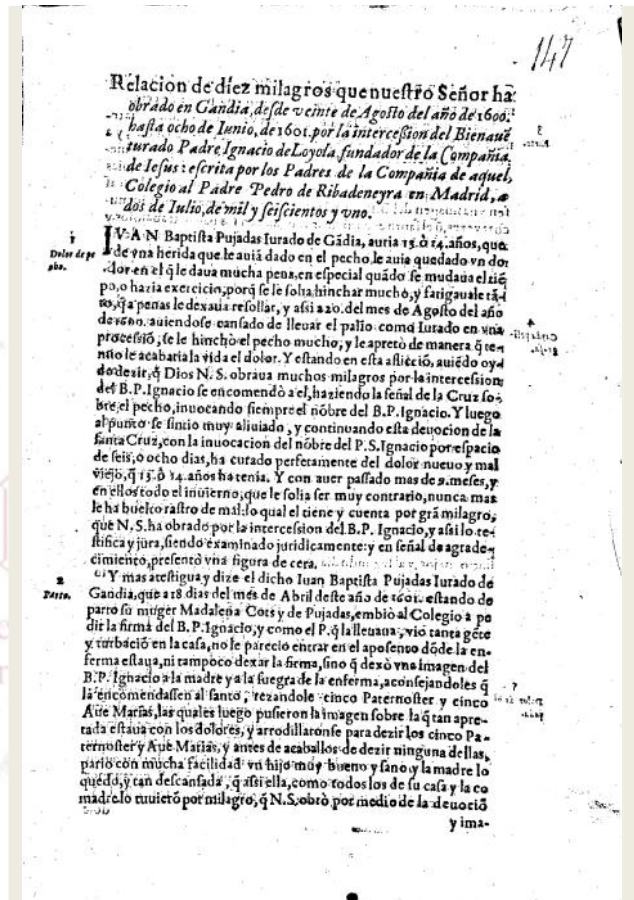 147
Relacion de diez milagros que nuestro Señor ha
obrado en Gandia, desde veinte de Agosto del año de 1600.
hasta ocho de Iunio, de 1601. por la intercession del Bienauẽ
turado Padre Ignacio de Loyola, fundador de la Compañia
de Iesus: escrita por los Padres de la Compañia de aquel
Colegio al Padre Pedro de Ribadeneyra en Madrid, a
dos de Iulio, de mil y seiscientos y vno.
1
Dolor de pe
cho.
IVAN Baptista Pujadas Iurado de Gãdia, auria 15. ò 14. años, que
de vna herida que le auiã dado en el pecho, le auia quedado vn do-
lor en el q̃ le daua mucha pena, en especial quãdo se mudaua el tiẽ
po, o hazia exercicio, porq̃ se le solia hinchar mucho, y fatigauale tã-
to, q̃ a penas le dexaua resollar, y assi a 20. del mes de Agosto del año
de 1600. auiendose cansado de lleuar el palio como Iurado en vna
processiõ, se le hinchò el pecho mucho, y le apretò de manera q̃ te-
mio le acabaria la vida el dolor. Y estando en esta afliciõ, auiẽdo oy-
do dezir, q̃ Dios N. S. obraua muchos milagros por la intercession
del B. P. Ignacio se encomendò a el, haziendo la señal de la Cruz so-
bre el pecho, inuocando siempre el nõbre del B. P. Ignacio. Y luego
al punto se sintio muy aliuiado, y continuando esta deuocion de la
santa Cruz, con la inuocacion del nõbre del P. S. Ignacio por espacio
de seis, o ocho dias, ha curado perfetamente del dolor nueuo y mal
viejo, q̃ 15. ò 14. años ha tenia. Y con auer passado mas de 9. meses, y
en ellos todo el inuierno, que le solia ser muy contrario, nunca mas
le ha buelto rastro de mal: lo qual el tiene y cuenta por grã milagro,
que N. S. ha obrado por la intercession del B. P. Ignacio, y assi lo te-
stifica y jura, siendo examinado juridicamente: y en señal de agrade-
cimiento, presentò vna figura de cera.
2
Parto.
Y mas atestigua y dize el dicho Iuan Baptista Pujadas Iurado de
Gandia, que a 18 dias del mes de Abril deste año de 1601. estando de
parto su muger Madalena Cots y de Pujadas, embiò al Colegio a pe
dir la firma del B. P. Ignacio, y como el P. q̃ la lleuaua, viò tanta gẽte
y turbaciõ en la casa, no le pareciò entrar en el aposento dõde la en-
ferma estaua, ni tampoco dexar la firma, sino q̃ dexò vna imagen del
B. P. Ignacio a la madre y a la suegra de la enferma, aconsejandoles q̃
la encomendassen al santo, rezandole cinco Paternoster y cinco
Aue Marias, las quales luego pusieron la imagen sobre la q̃ tan apre-
tada estaua con los dolores, y arrodillarõnse para dezir los cinco Pa-
ternoster y Aue Marias, y antes de acaballos de dezir ninguna dellas,
pario con mucha facilidad vn hijo muy bueno y sano, y la madre lo
quedò, y tan descansada, q̃ assi ella, como todos los de su casa y la co
madre lo tuuierõ por milagro, q̃ N. S. obrò por medio de la deuociõ
y ima-